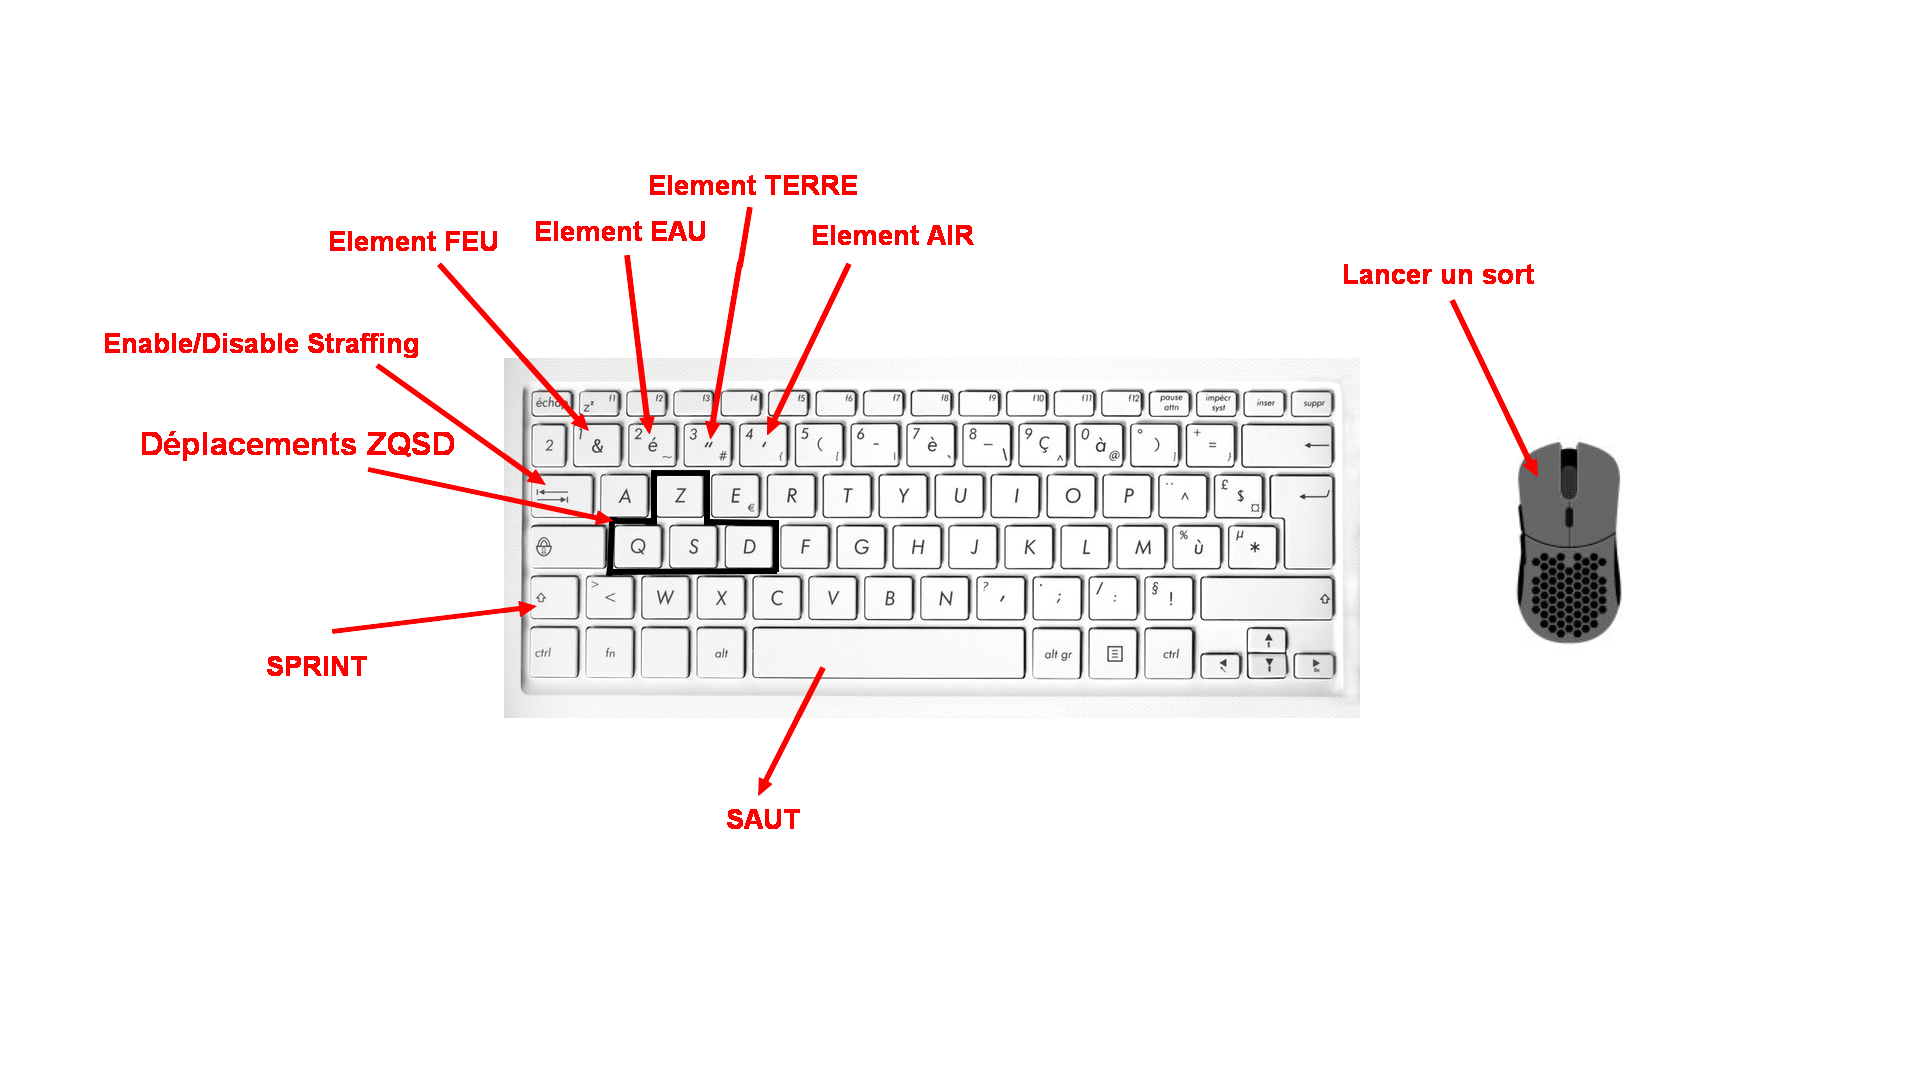 Element TERRE
Element FEU
Element EAU
Element AIR
Lancer un sort
Enable/Disable Straffing
Déplacements ZQSD
échap
z² f1 f2 f3 f4 f5 f6 f7 f8 f9 f10 f11 f12 pause attn impécr syst inser suppr
2 1 & 2 é ~ 3 " # 4 ' { 5 ( [ 6 - | 7 è ` 8 _ \ 9 ç ^ 0 à @ ° ) ] + = }
A Z E € R T Y U I O P ¨ ^ £ $ ¤
Q S D F G H J K L M % ù µ *
> < W X C V B N ? , . ; / : § !
SPRINT
ctrl fn alt alt gr ctrl
SAUT